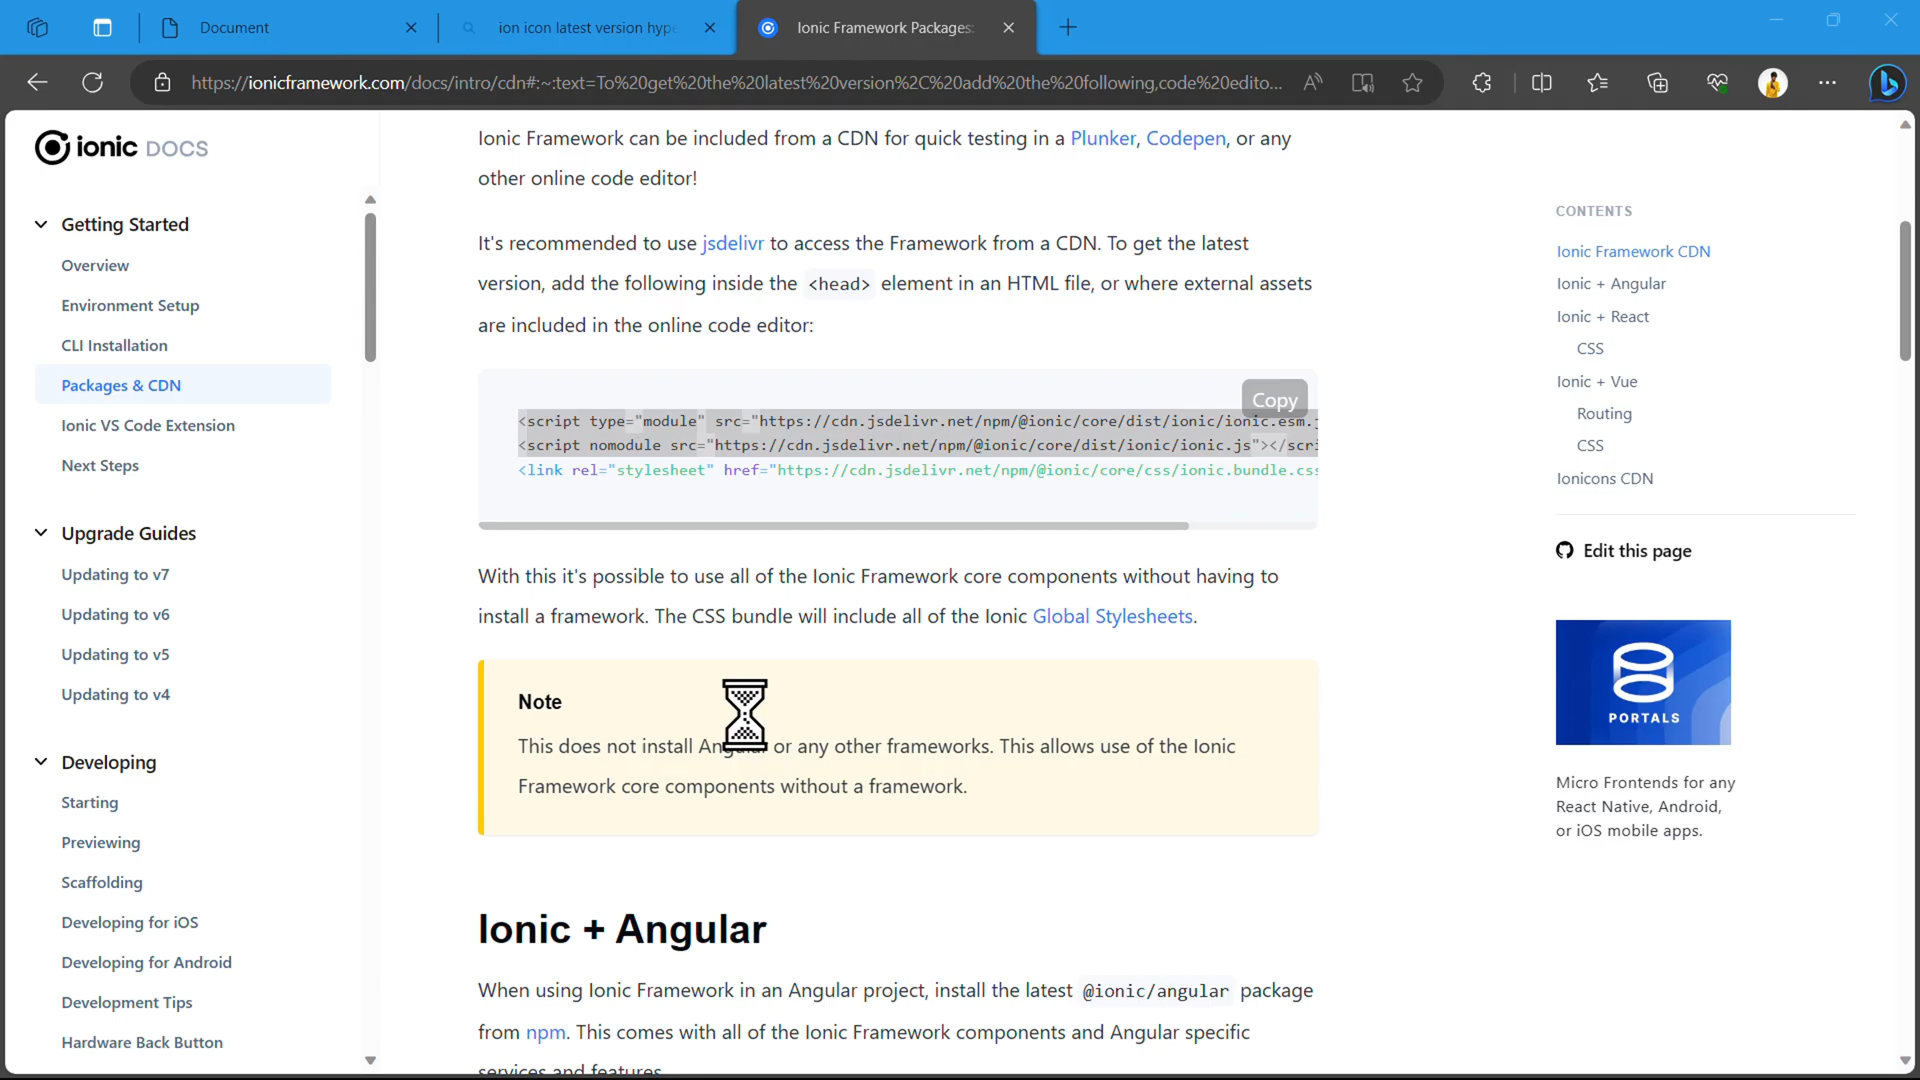 Document
ion icon latest version hype
Ionic Framework Packages:
https://ionicframework.com/docs/intro/cdn#:~:text=To%20get%20the%20latest%20version%2C%20add%20the%20following,code%20edito...
ionic DOCS
Getting Started
Overview
Environment Setup
CLI Installation
Packages & CDN
Ionic VS Code Extension
Next Steps
Upgrade Guides
Updating to v7
Updating to v6
Updating to v5
Updating to v4
Developing
Starting
Previewing
Scaffolding
Developing for iOS
Developing for Android
Development Tips
Hardware Back Button
Ionic Framework can be included from a CDN for quick testing in a Plunker, Codepen, or any
other online code editor!
It's recommended to use jsdelivr to access the Framework from a CDN. To get the latest
version, add the following inside the <head> element in an HTML file, or where external assets
are included in the online code editor:
Copy
<script type="module" src="https://cdn.jsdelivr.net/npm/@ionic/core/dist/ionic/ionic.esm.j
<script nomodule src="https://cdn.jsdelivr.net/npm/@ionic/core/dist/ionic/ionic.js"></scri
<link rel="stylesheet" href="https://cdn.jsdelivr.net/npm/@ionic/core/css/ionic.bundle.css
With this it's possible to use all of the Ionic Framework core components without having to
install a framework. The CSS bundle will include all of the Ionic Global Stylesheets.
Note
This does not install Angular or any other frameworks. This allows use of the Ionic
Framework core components without a framework.
Ionic + Angular
When using Ionic Framework in an Angular project, install the latest @ionic/angular package
from npm. This comes with all of the Ionic Framework components and Angular specific
services and features.
CONTENTS
Ionic Framework CDN
Ionic + Angular
Ionic + React
CSS
Ionic + Vue
Routing
CSS
Ionicons CDN
Edit this page
PORTALS
Micro Frontends for any
React Native, Android,
or iOS mobile apps.